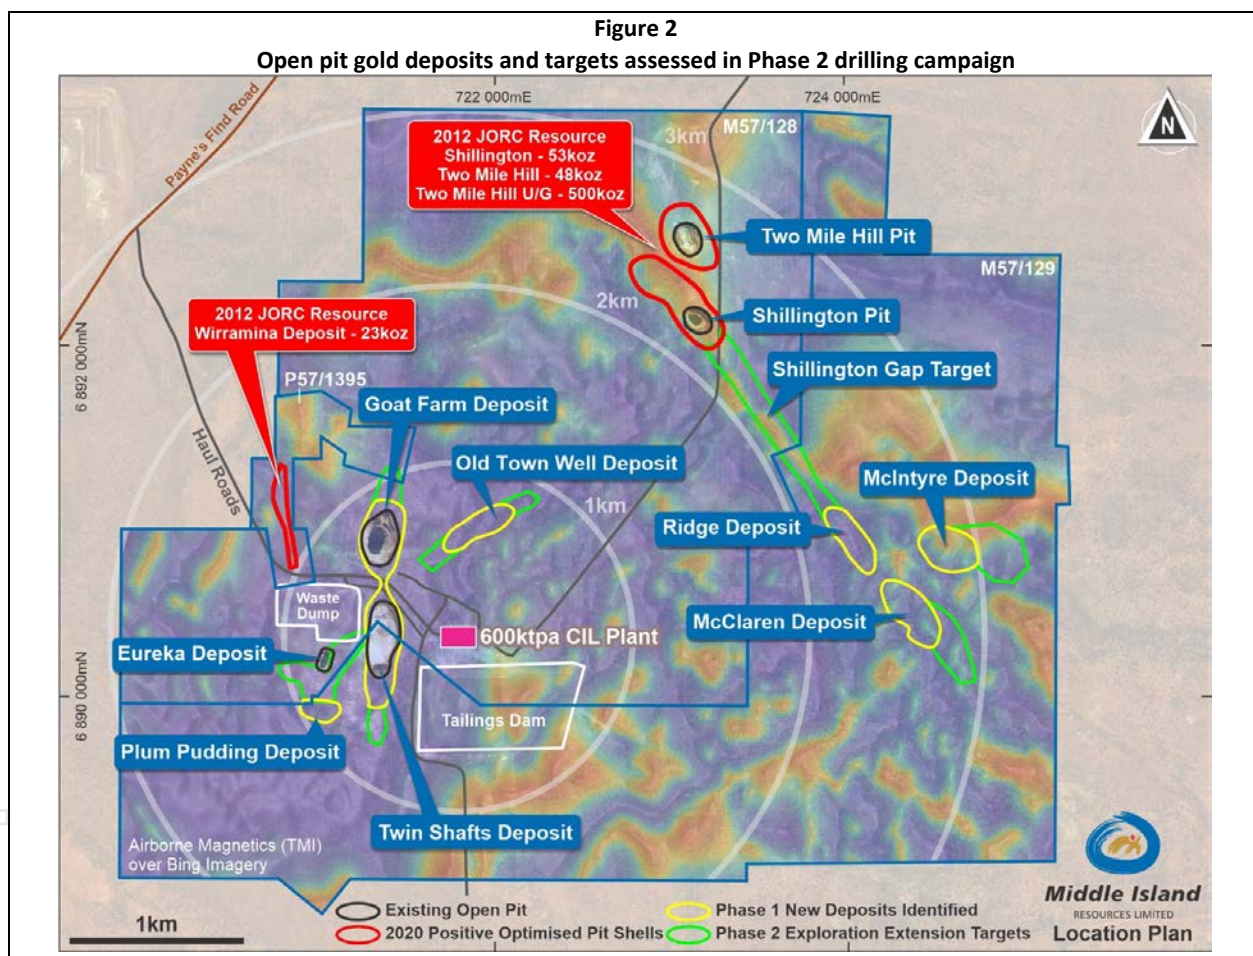 Figure 2
Open pit gold deposits and targets assessed in Phase 2 drilling campaign
722 000mE
724 000mE
Payne's Find Road
N
2012 JORC Resource
Shillington - 53koz
Two Mile Hill - 48koz
Two Mile Hill U/G - 500koz
3km
M57/128
Two Mile Hill Pit
M57/129
2km
Shillington Pit
2012 JORC Resource
Wirramina Deposit - 23koz
6 892 000mN
Shillington Gap Target
P57/1395
Goat Farm Deposit
Haul Roads
Old Town Well Deposit
McIntyre Deposit
1km
Ridge Deposit
Waste
Dump
McClaren Deposit
600ktpa CIL Plant
Eureka Deposit
6 890 000mN
Tailings Dam
Plum Pudding Deposit
Twin Shafts Deposit
Airborne Magnetics (TMI)
over Bing Imagery
Middle Island
RESOURCES LIMITED
Location Plan
1km
Existing Open Pit
Phase 1 New Deposits Identified
2020 Positive Optimised Pit Shells
Phase 2 Exploration Extension Targets